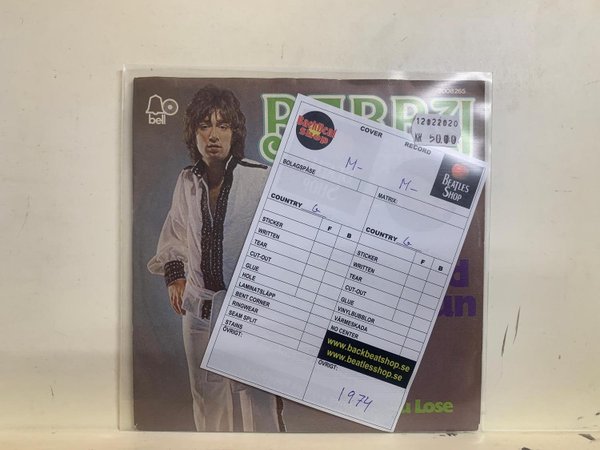 bell
2008265
12022020
KR 50.00
BackBeat
Shop
COVER
RECORD
BEATLES
SHOP
BOLAGSPÅSE
M-
M-
MATRIX:
COUNTRY G
COUNTRY G
F B
F B
STICKER
WRITTEN
TEAR
CUT-OUT
GLUE
HOLE
LAMINATSLÄPP
BENT CORNER
RINGWEAR
SEAM SPLIT
STAINS
ÖVRIGT:
STICKER
WRITTEN
TEAR
CUT-OUT
GLUE
VINYLBUBBLOR
VÄRMESKADA
NO CENTER
www.backbeatshop.se
www.beatlesshop.se
ÖVRIGT:
1974
Lose